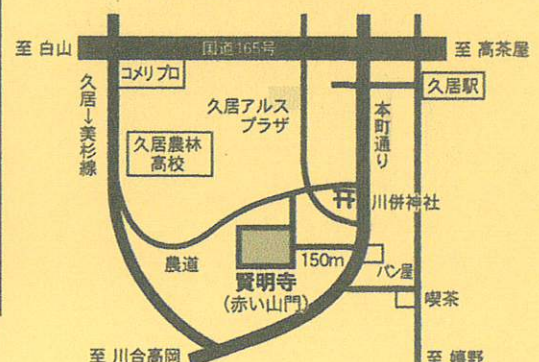 至 白山
国道165号
至 高茶屋
コメリプロ
久居駅
久居→美杉線
久居アルス
プラザ
本町通り
久居農林
高校
川併神社
農道
150m
パン屋
賢明寺
(赤い山門)
喫茶
至 川合高岡
至 嬉野